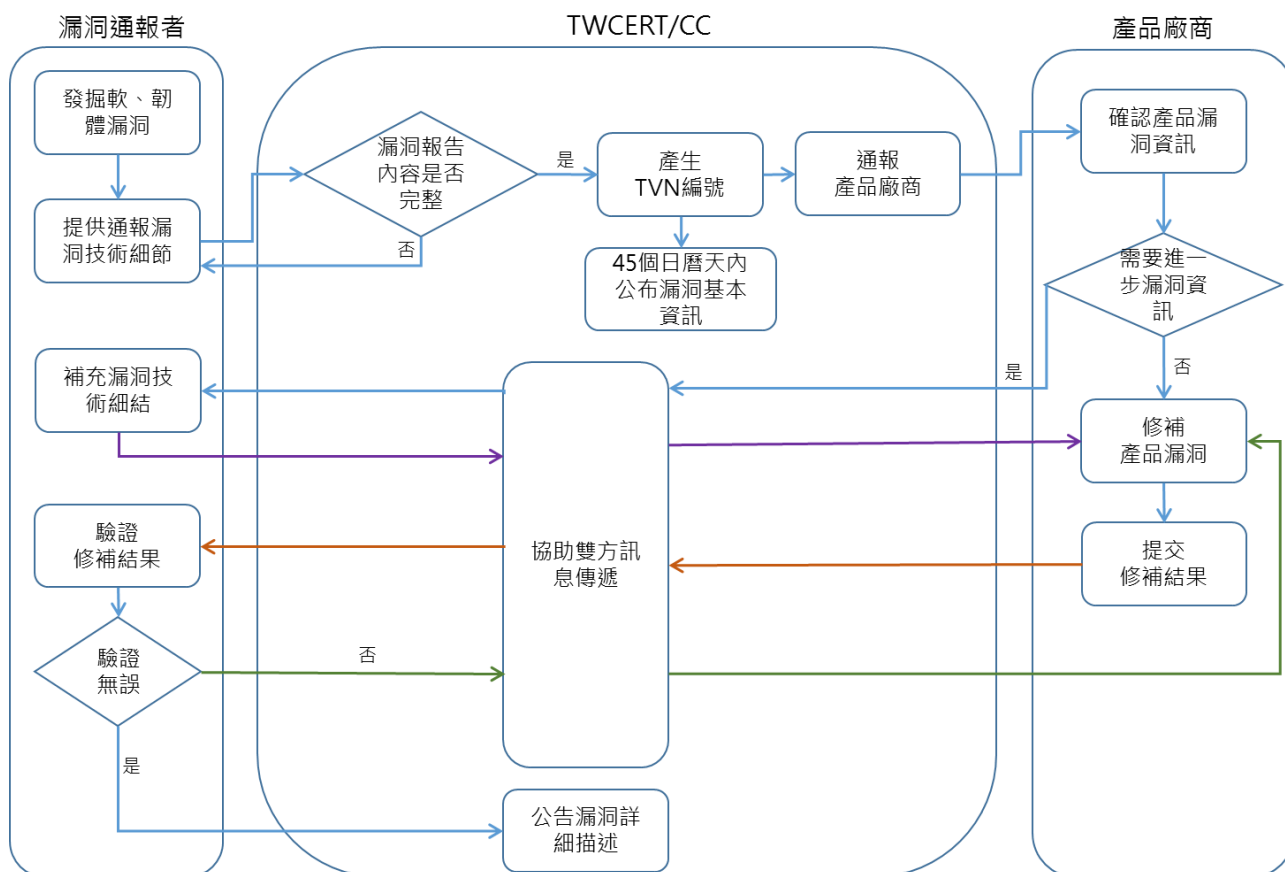 漏洞通報者
TWCERT/CC
產品廠商
發掘軟、韌
體漏洞
提供通報漏
洞技術細節
漏洞報告
內容是否
完整
是
否
產生
TVN編號
通報
產品廠商
45個日曆天內
公布漏洞基本
資訊
確認產品漏
洞資訊
需要進一
步漏洞資
訊
是
否
補充漏洞技
術細結
協助雙方訊
息傳遞
修補
產品漏洞
提交
修補結果
驗證
修補結果
驗證
無誤
否
是
公告漏洞詳
細描述